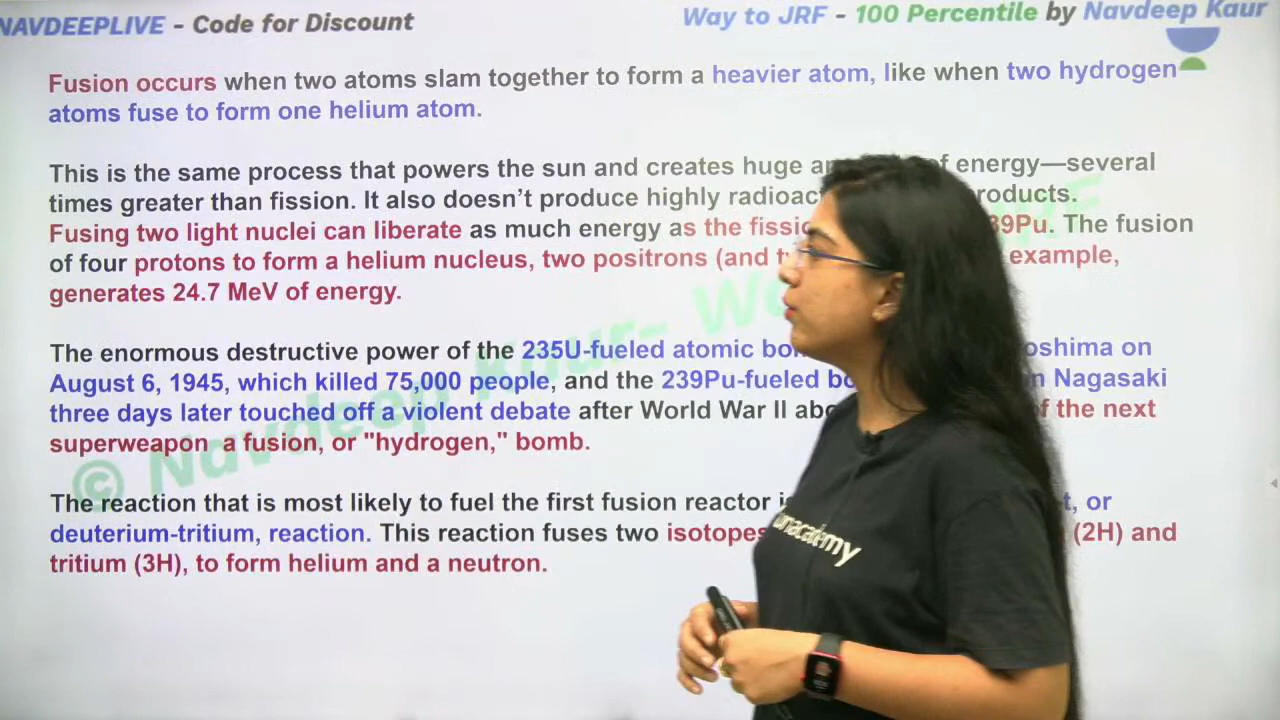 NAVDEEPLIVE - Code for Discount
Way to JRF - 100 Percentile by Navdeep Kaur
Fusion occurs when two atoms slam together to form a heavier atom, like when two hydrogen
atoms fuse to form one helium atom.
This is the same process that powers the sun and creates huge of energy—several
times greater than fission. It also doesn't produce highly
Fusing two light nuclei can liberate as much energy as the The fusion
of four protons to form a helium nucleus, two positrons (and example,
generates 24.7 MeV of energy.
The enormous destructive power of the 235U-fueled atomic on
August 6, 1945, which killed 75,000 people, and the 239Pu-fueled Nagasaki
three days later touched off a violent debate after World War II of the next
superweapon a fusion, or "hydrogen," bomb.
The reaction that is most likely to fuel the first fusion reactor or
deuterium-tritium, reaction. This reaction fuses two isotopes (2H) and
tritium (3H), to form helium and a neutron.
© Navdeep Kaur-
unacademy